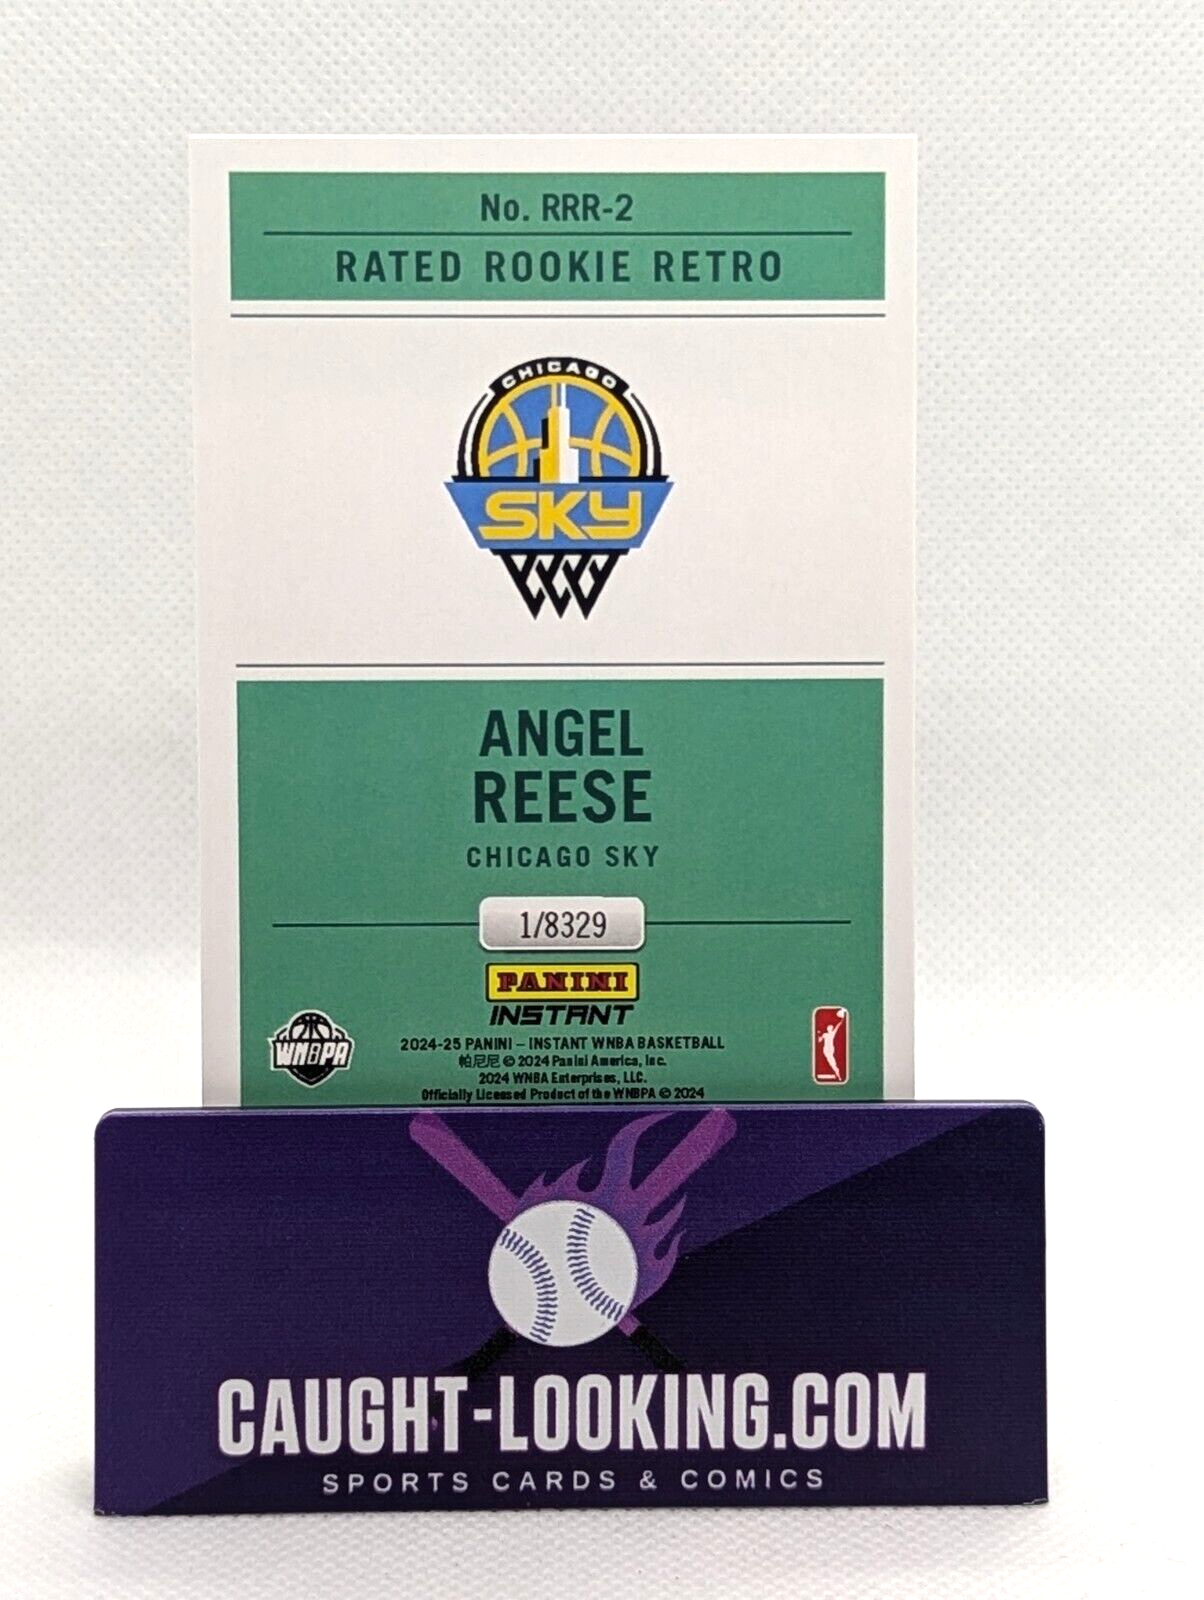 No. RRR-2
RATED ROOKIE RETRO
CHICAGO
SKY
ANGEL
REESE
CHICAGO SKY
1/8329
PANINI
INSTANT
WNBPA
2024-25 PANINI – INSTANT WNBA BASKETBALL
帕尼尼 © 2024 Panini America, Inc.
2024 WNBA Enterprises, LLC.
Officially Licensed Product of the WNBPA © 2024
CAUGHT-LOOKING.COM
SPORTS CARDS & COMICS